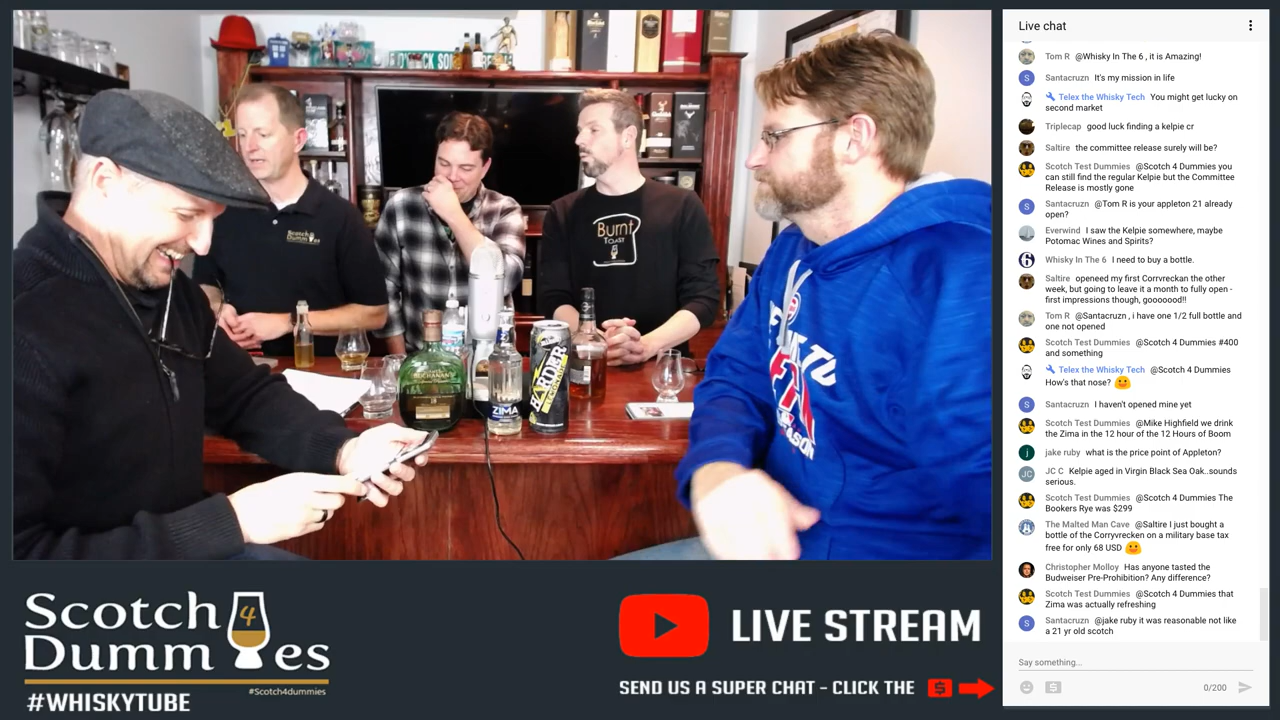 Burnt
Toast
BUCHANAN'S
18
ZIMA
HARDER
Scotch
4
Dummies
#Scotch4dummies
#WHISKYTUBE
LIVE STREAM
SEND US A SUPER CHAT - CLICK THE
Live chat
Tom R @Whisky In The 6 , it is Amazing!
Santacruzn It's my mission in life
Telex the Whisky Tech You might get lucky on
second market
Triplecap good luck finding a kelpie cr
Saltire the committee release surely will be?
Scotch Test Dummies @Scotch 4 Dummies you
can still find the regular Kelpie but the Committee
Release is mostly gone
Santacruzn @Tom R is your appleton 21 already
open?
Everwind I saw the Kelpie somewhere, maybe
Potomac Wines and Spirits?
Whisky In The 6 I need to buy a bottle.
Saltire openeed my first Corrvreckan the other
week, but going to leave it a month to fully open -
first impressions though, gooooood!!
Tom R @Santacruzn , i have one 1/2 full bottle and
one not opened
Scotch Test Dummies @Scotch 4 Dummies #400
and something
Telex the Whisky Tech @Scotch 4 Dummies
How's that nose?
Santacruzn I haven't opened mine yet
Scotch Test Dummies @Mike Highfield we drink
the Zima in the 12 hour of the 12 Hours of Boom
jake ruby what is the price point of Appleton?
JC C Kelpie aged in Virgin Black Sea Oak..sounds
serious.
Scotch Test Dummies @Scotch 4 Dummies The
Bookers Rye was $299
The Malted Man Cave @Saltire I just bought a
bottle of the Corryvrecken on a military base tax
free for only 68 USD
Christopher Molloy Has anyone tasted the
Budweiser Pre-Prohibition? Any difference?
Scotch Test Dummies @Scotch 4 Dummies that
Zima was actually refreshing
Santacruzn @jake ruby it was reasonable not like
a 21 yr old scotch
Say something...
0/200